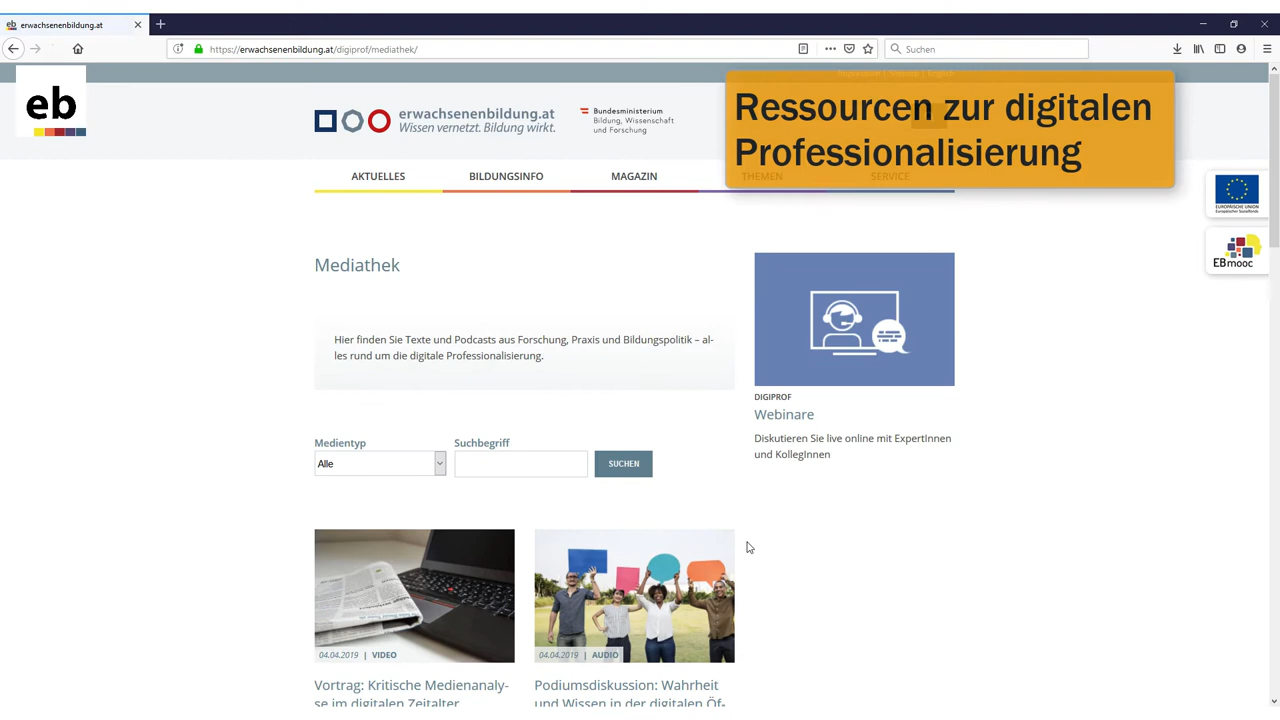 erwachsenenbildung.at
https://erwachsenenbildung.at/digiprof/mediathek/
Suchen
eb
erwachsenenbildung.at
Wissen vernetzt. Bildung wirkt.
Bundesministerium
Bildung, Wissenschaft
und Forschung
Ressourcen zur digitalen
Professionalisierung
AKTUELLES
BILDUNGSINFO
MAGAZIN
THEMEN
SERVICE
EUROPÄISCHE UNION
Europäischer Sozialfonds
EBmooc
Mediathek
Hier finden Sie Texte und Podcasts aus Forschung, Praxis und Bildungspolitik – al-
les rund um die digitale Professionalisierung.
DIGIPROF
Webinare
Diskutieren Sie live online mit ExpertInnen
und KollegInnen
Medientyp
Suchbegriff
Alle
SUCHEN
04.04.2019 | VIDEO
04.04.2019 | AUDIO
Vortrag: Kritische Medienanaly-
se im digitalen Zeitalter
Podiumsdiskussion: Wahrheit
und Wissen in der digitalen Öf-